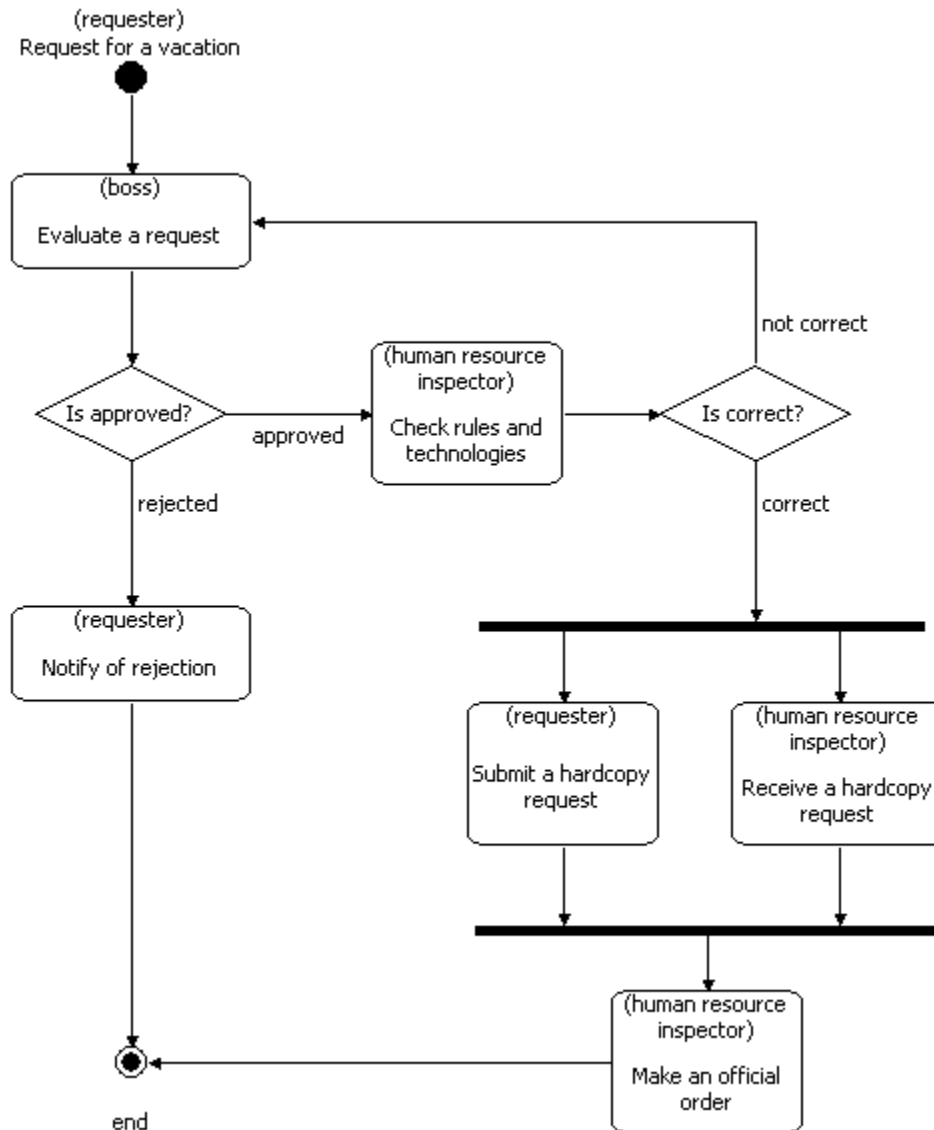 (requester)
Request for a vacation
(boss)
Evaluate a request
not correct
(human resource
inspector)
Check rules and
technologies
Is approved?
approved
Is correct?
rejected
correct
(requester)
Notify of rejection
(requester)
Submit a hardcopy
request
(human resource
inspector)
Receive a hardcopy
request
(human resource
inspector)
Make an official
order
end